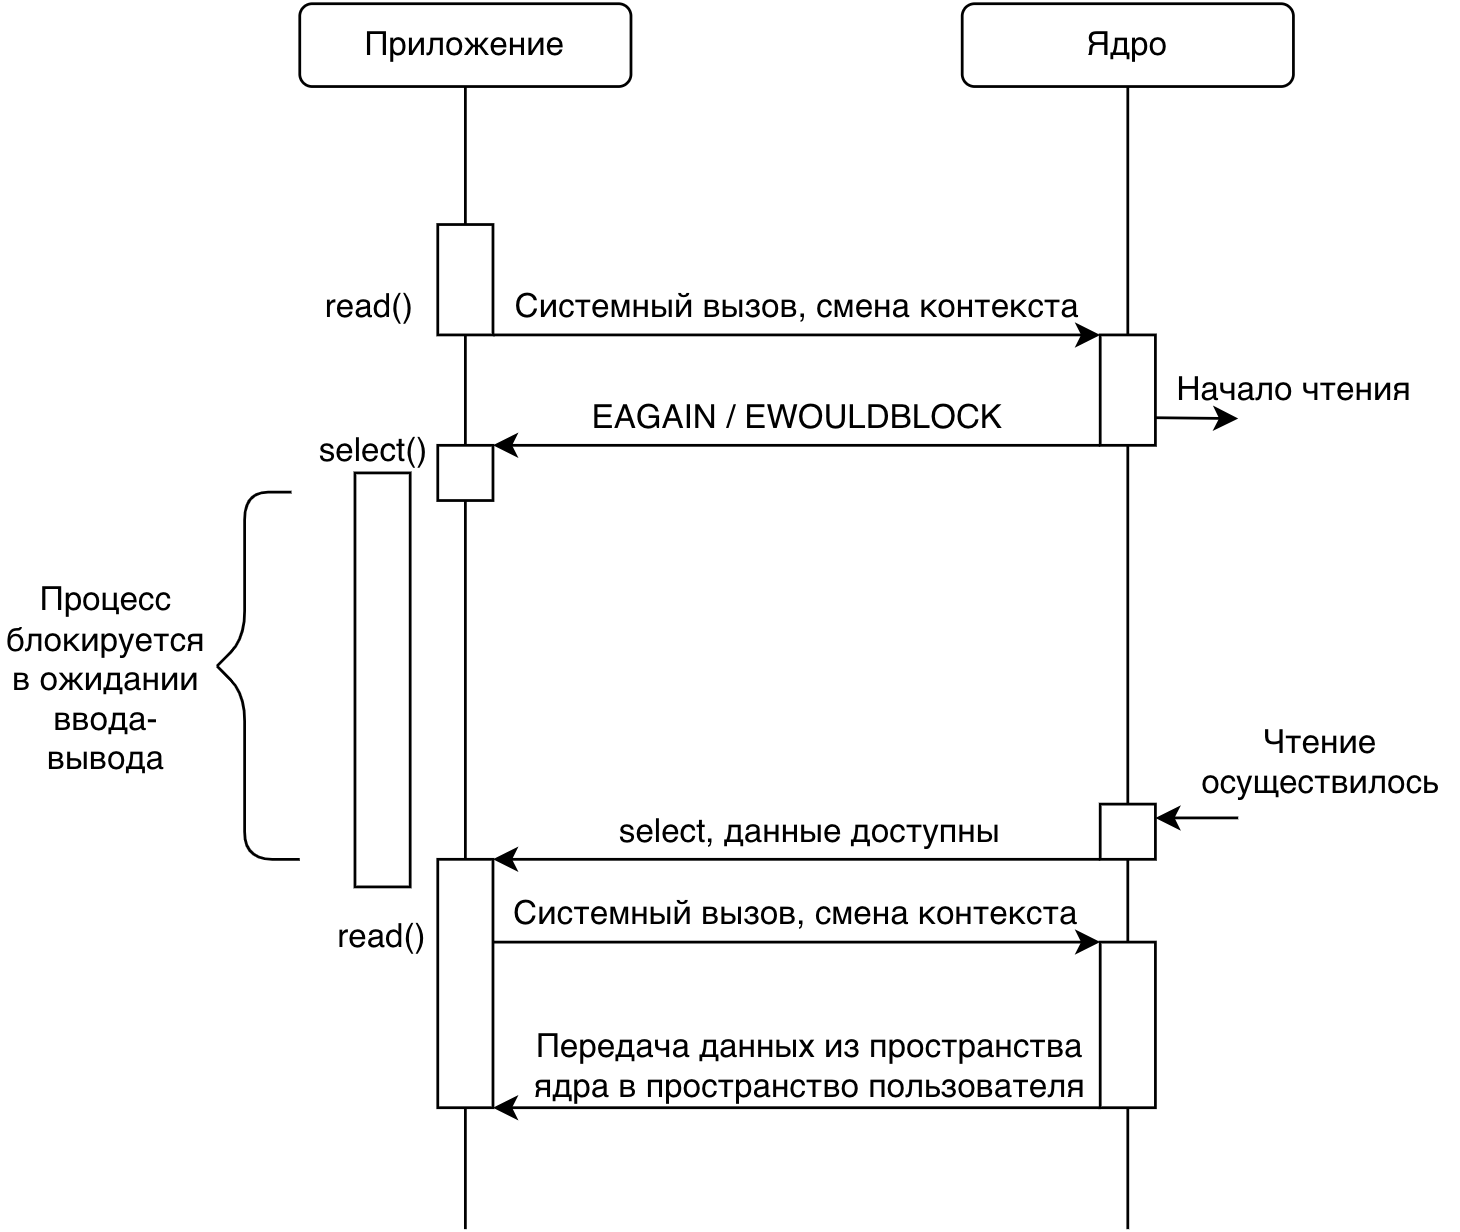 Приложение
Ядро
read()
Системный вызов, смена контекста
Начало чтения
EAGAIN / EWOULDBLOCK
select()
Процесс
блокируется
в ожидании
ввода-
вывода
Чтение
осуществилось
select, данные доступны
Системный вызов, смена контекста
read()
Передача данных из пространства
ядра в пространство пользователя